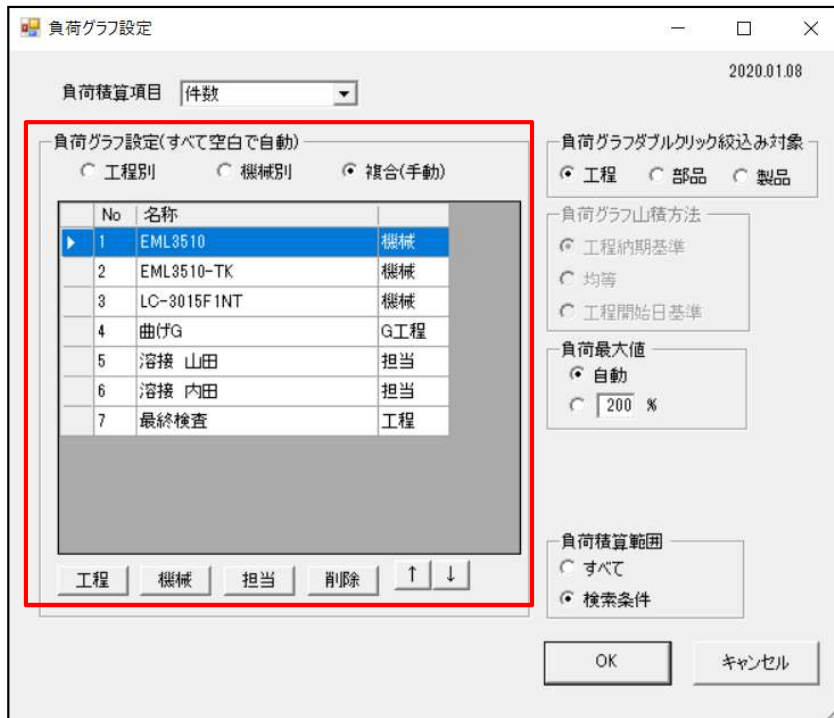 負荷グラフ設定
2020.01.08
負荷積算項目 件数
負荷グラフ設定(すべて空白で自動)
工程別 機械別 複合(手動)
No 名称
1 EML3510 機械
2 EML3510-TK 機械
3 LC-3015F1NT 機械
4 曲げG G工程
5 溶接 山田 担当
6 溶接 内田 担当
7 最終検査 工程
工程 機械 担当 削除 ↑ ↓
負荷グラフダブルクリック絞込み対象
工程 部品 製品
負荷グラフ山積方法
工程納期基準
均等
工程開始日基準
負荷最大値
自動
200 %
負荷積算範囲
すべて
検索条件
OK キャンセル